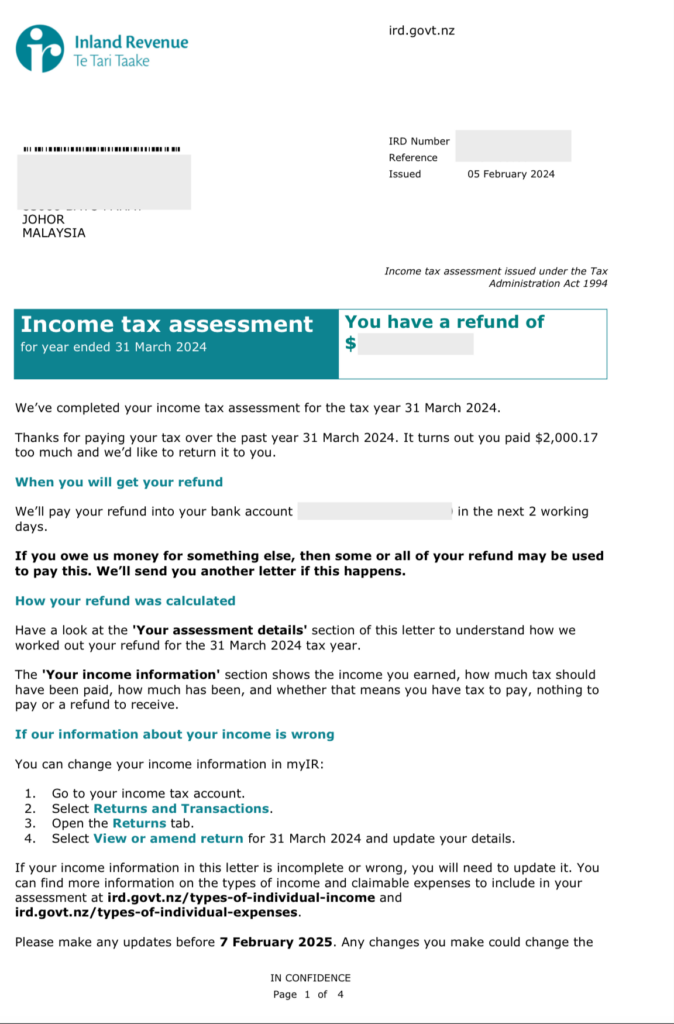 Inland Revenue
Te Tari Taake
ird.govt.nz
IRD Number
Reference
Issued 05 February 2024
JOHOR
MALAYSIA
Income tax assessment issued under the Tax
Administration Act 1994
Income tax assessment
for year ended 31 March 2024
You have a refund of
$
We've completed your income tax assessment for the tax year 31 March 2024.
Thanks for paying your tax over the past year 31 March 2024. It turns out you paid $2,000.17
too much and we'd like to return it to you.
When you will get your refund
We'll pay your refund into your bank account in the next 2 working
days.
If you owe us money for something else, then some or all of your refund may be used
to pay this. We'll send you another letter if this happens.
How your refund was calculated
Have a look at the 'Your assessment details' section of this letter to understand how we
worked out your refund for the 31 March 2024 tax year.
The 'Your income information' section shows the income you earned, how much tax should
have been paid, how much has been, and whether that means you have tax to pay, nothing to
pay or a refund to receive.
If our information about your income is wrong
You can change your income information in myIR:
1. Go to your income tax account.
2. Select Returns and Transactions.
3. Open the Returns tab.
4. Select View or amend return for 31 March 2024 and update your details.
If your income information in this letter is incomplete or wrong, you will need to update it. You
can find more information on the types of income and claimable expenses to include in your
assessment at ird.govt.nz/types-of-individual-income and
ird.govt.nz/types-of-individual-expenses.
Please make any updates before 7 February 2025. Any changes you make could change the
IN CONFIDENCE
Page 1 of 4